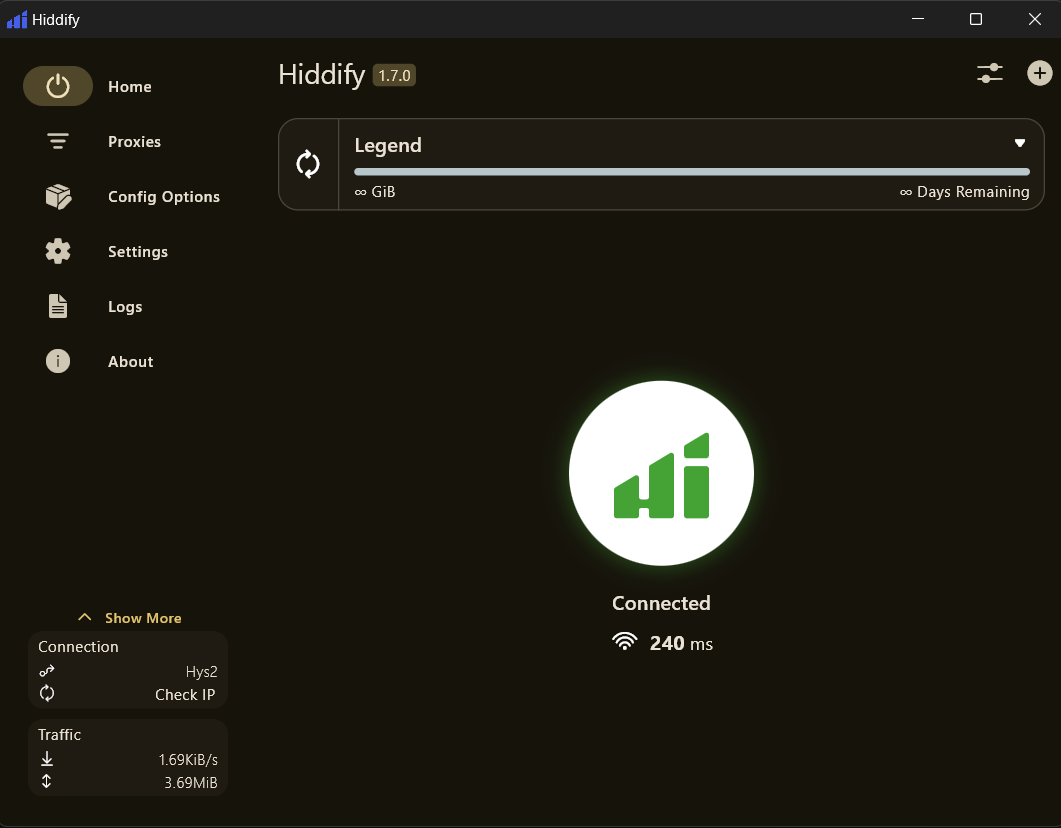 Hiddify
Home
Proxies
Config Options
Settings
Logs
About
Show More
Connection
Hys2
Check IP
Traffic
1.69KiB/s
3.69MiB
Hiddify 1.7.0
Legend
∞ GiB
∞ Days Remaining
Connected
240 ms